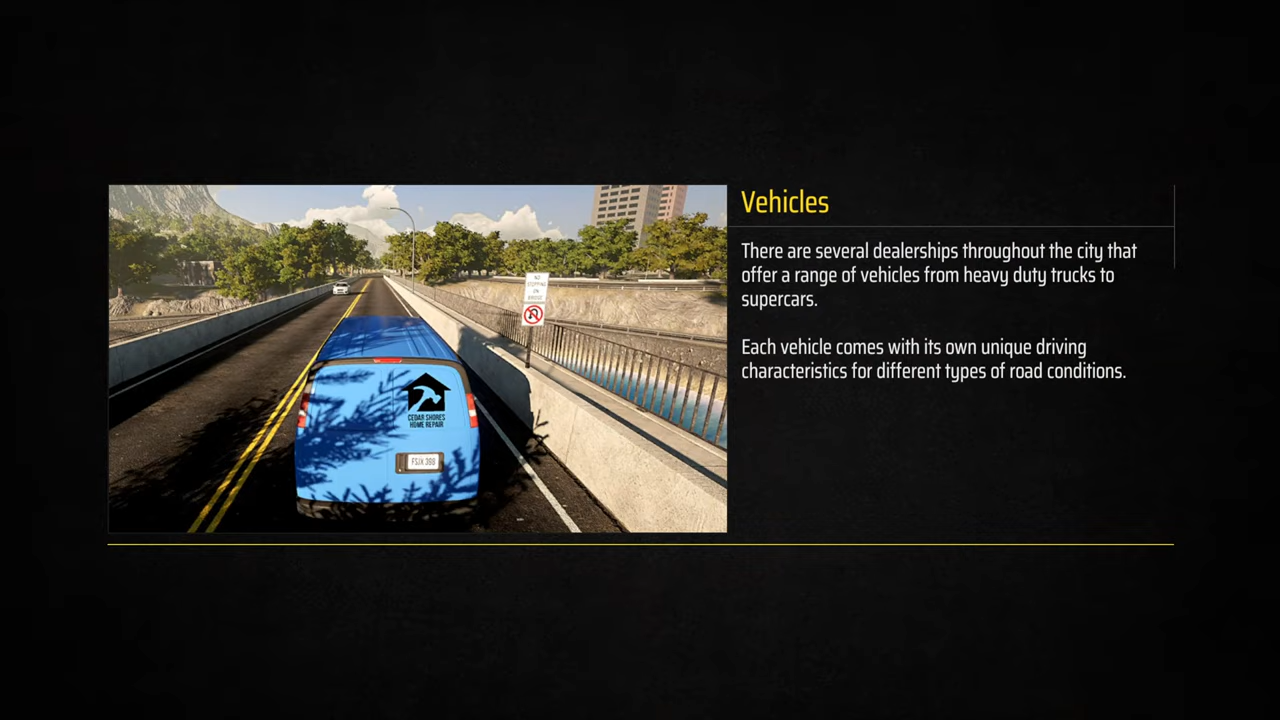 Vehicles
There are several dealerships throughout the city that
offer a range of vehicles from heavy duty trucks to
supercars.
Each vehicle comes with its own unique driving
characteristics for different types of road conditions.
NO
STOPPING
ON
BRIDGE
CEDAR SHORES
HOME REPAIR